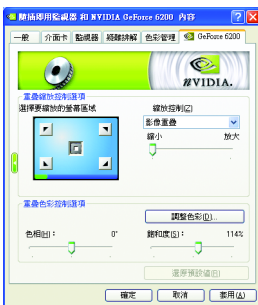 隨插即用監視器 和 NVIDIA GeForce 6200 內容
一般
介面卡
監視器
疑難排解
色彩管理
GeForce 6200
NVIDIA.
重疊縮放控制選項
選擇要縮放的螢幕區域
縮放控制(Z)
影像重疊
縮小
放大
重疊色彩控制選項
調整色彩(D)...
色相(H):
0°
飽和度(S):
114%
還原預設值(R)
確定
取消
套用(A)